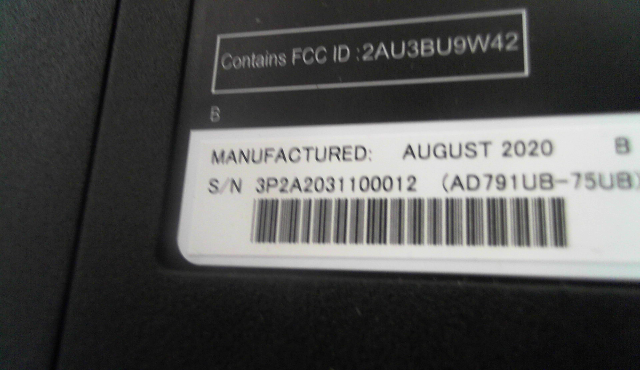 Contains FCC ID :2AU3BU9W42
B
MANUFACTURED: AUGUST 2020 B
S/N 3P2A2031100012 (AD791UB-75UB)